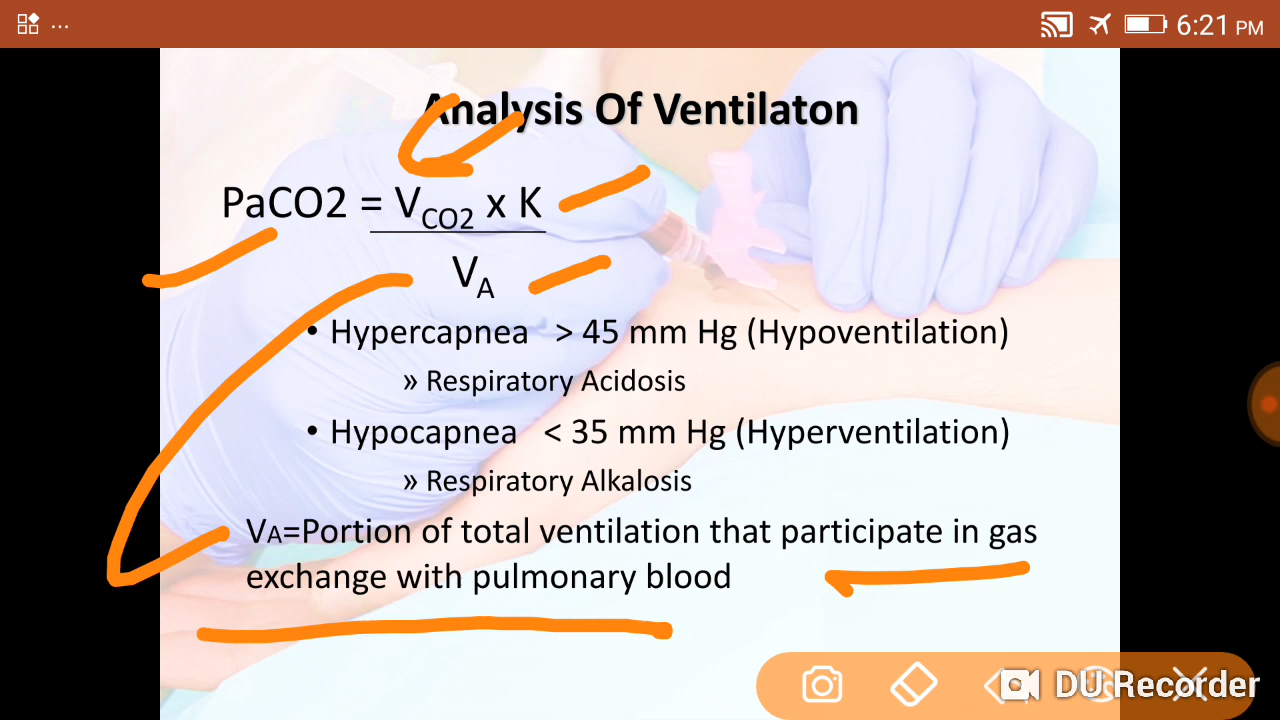 ... 6:21 PM
Analysis Of Ventilaton
PaCO2 = VCO2 x K
VA
• Hypercapnea > 45 mm Hg (Hypoventilation)
» Respiratory Acidosis
• Hypocapnea < 35 mm Hg (Hyperventilation)
» Respiratory Alkalosis
VA=Portion of total ventilation that participate in gas
exchange with pulmonary blood
DU Recorder